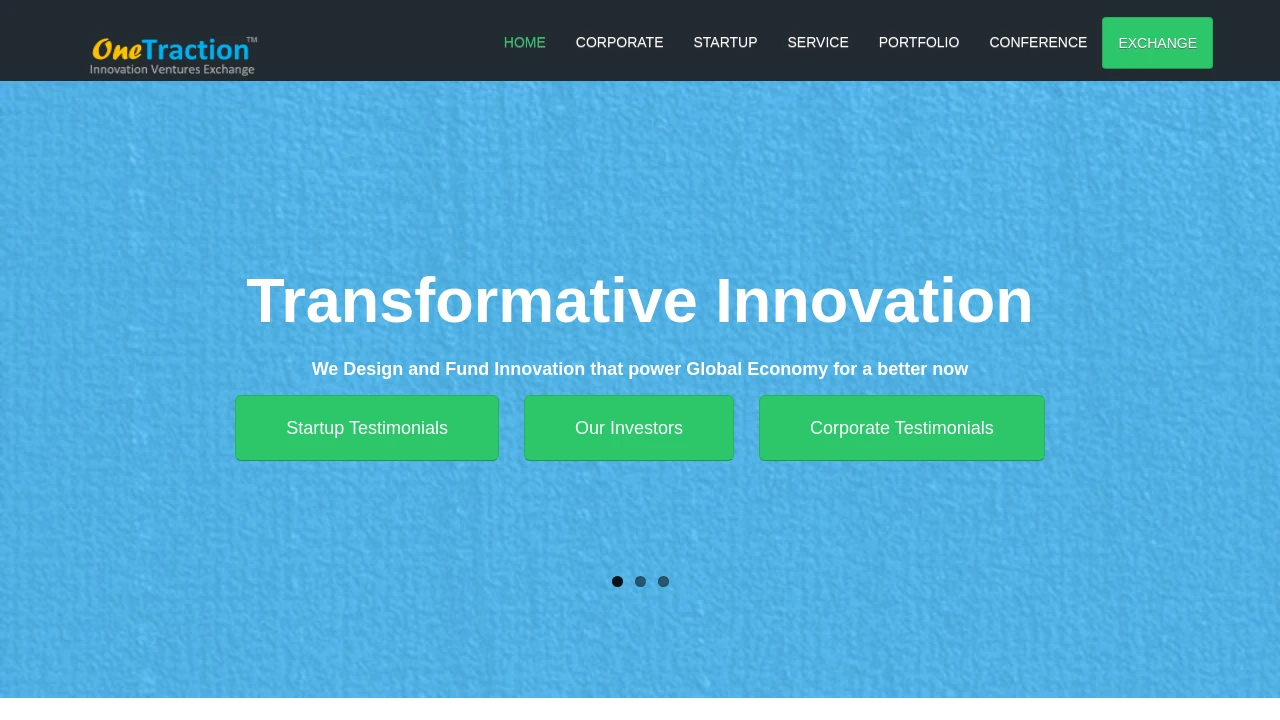 OneTraction™
Innovation Ventures Exchange
HOME CORPORATE STARTUP SERVICE PORTFOLIO CONFERENCE EXCHANGE
Transformative Innovation
We Design and Fund Innovation that power Global Economy for a better now
Startup Testimonials Our Investors Corporate Testimonials